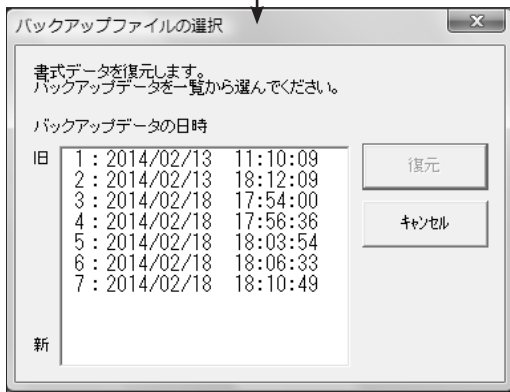 バックアップファイルの選択
書式データを復元します。
バックアップデータを一覧から選んでください。
バックアップデータの日時
旧
1：2014/02/13 11:10:09
2：2014/02/13 18:12:09
3：2014/02/18 17:54:00
4：2014/02/18 17:56:36
5：2014/02/18 18:03:54
6：2014/02/18 18:06:33
7：2014/02/18 18:10:49
新
復元
ｷｬﾝｾﾙ